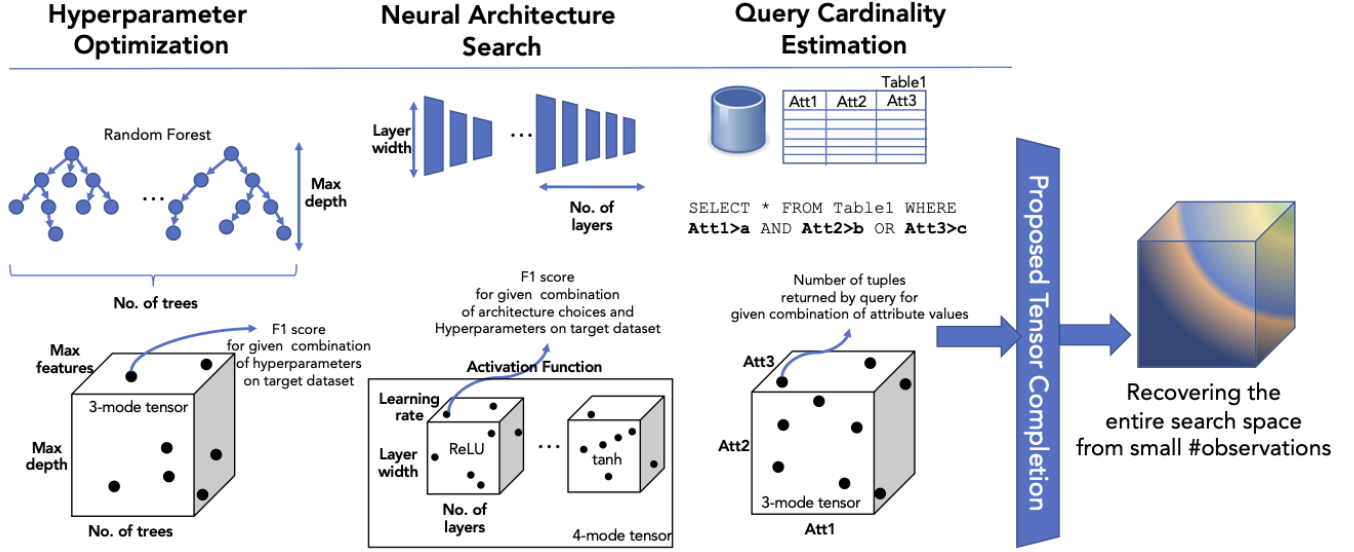 Hyperparameter
Optimization
Random Forest
Max
depth
No. of trees
F1 score
for given combination
of hyperparameters
on target dataset
Max
features
3-mode tensor
Max
depth
No. of trees
Neural Architecture
Search
Layer
width
...
No. of
layers
F1 score
for given combination
of architecture choices and
Hyperparameters on target dataset
Activation Function
Learning
rate
Layer
width
ReLU
...
tanh
No. of
layers
4-mode tensor
Query Cardinality
Estimation
Table1
Att1 Att2 Att3
SELECT * FROM Table1 WHERE
Att1>a AND Att2>b OR Att3>c
Number of tuples
returned by query for
given combination of attribute values
Att3
Att2
3-mode tensor
Att1
Proposed Tensor Completion
Recovering the
entire search space
from small #observations